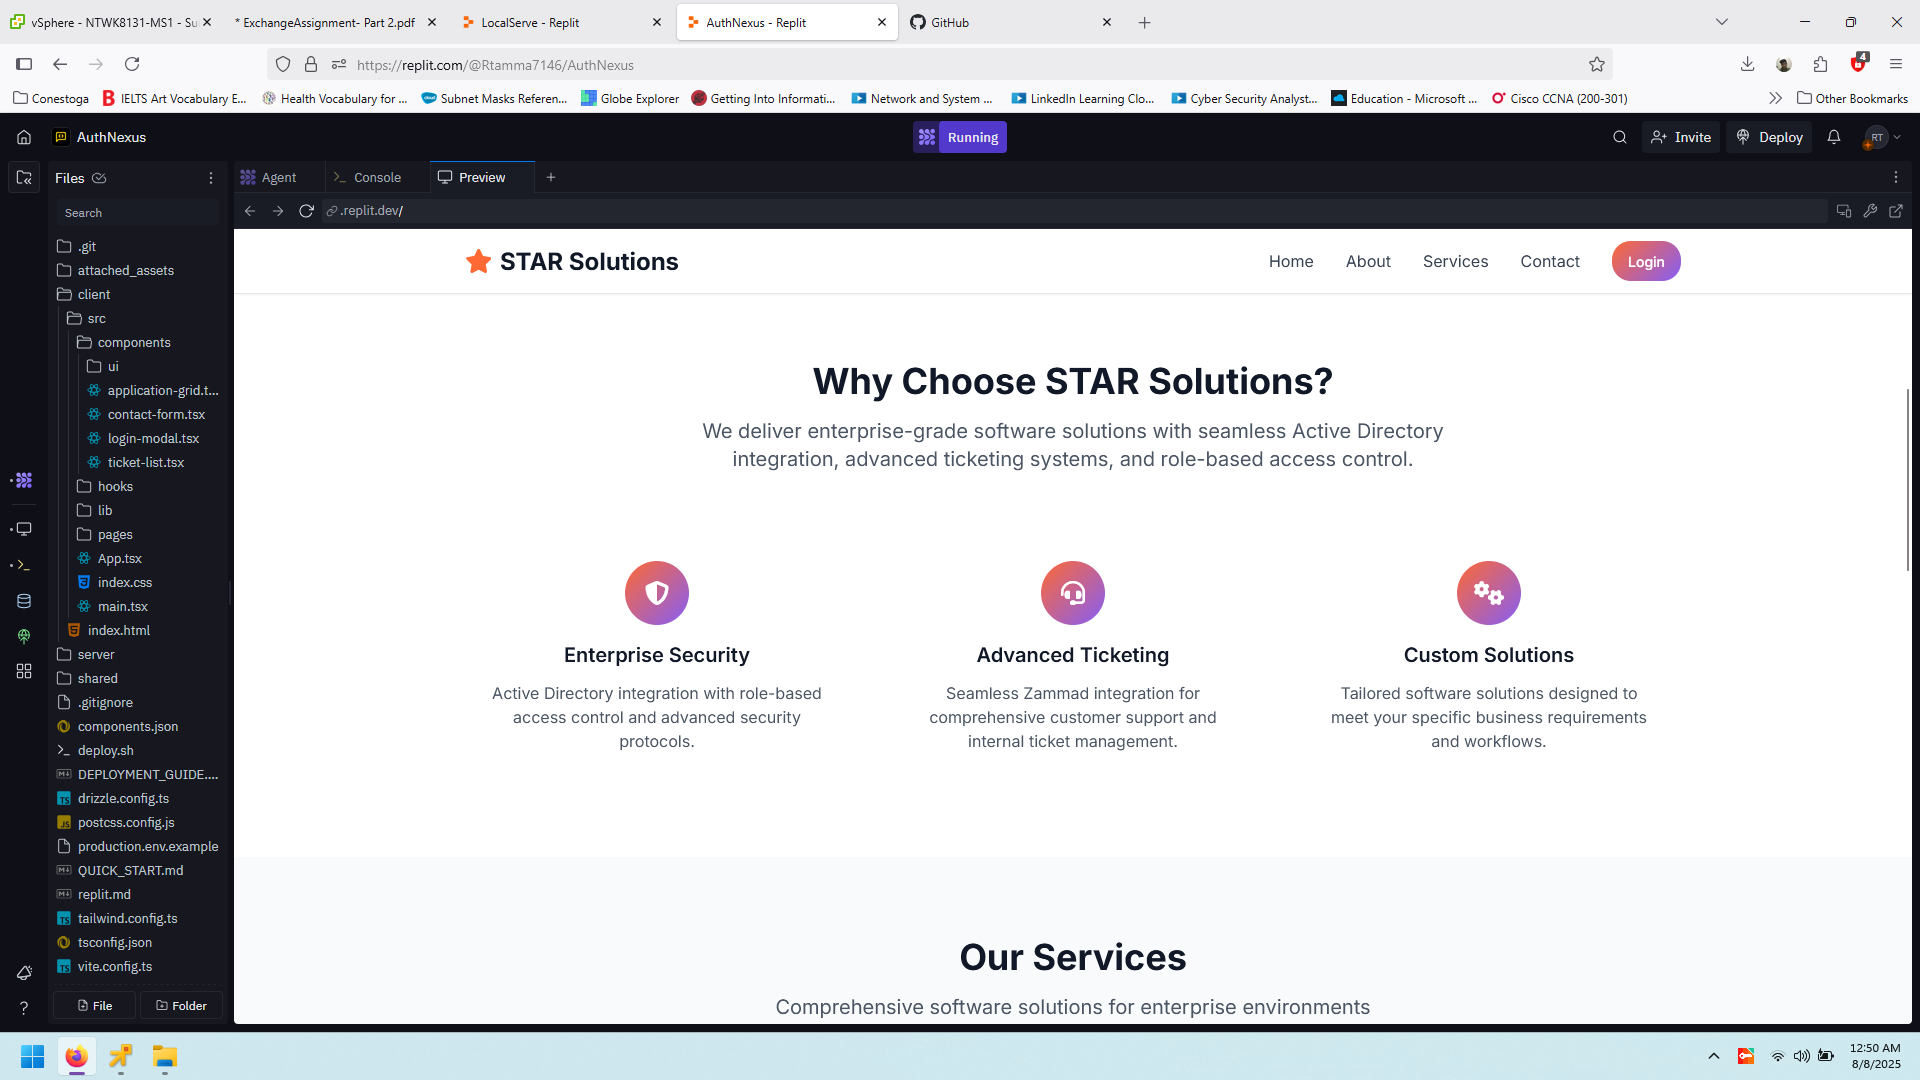 vSphere - NTWK8131-MS1 - Su
* ExchangeAssignment- Part 2.pdf
LocalServe - Replit
AuthNexus - Replit
GitHub
https://replit.com/@Rtamma7146/AuthNexus
4
Conestoga
IELTS Art Vocabulary E...
Health Vocabulary for ...
Subnet Masks Referen...
Globe Explorer
Getting Into Informati...
Network and System ...
LinkedIn Learning Clo...
Cyber Security Analyst...
Education - Microsoft ...
Cisco CCNA (200-301)
Other Bookmarks
AuthNexus
Running
Invite
Deploy
RT
Files
Agent
Console
Preview
Search
.replit.dev/
.git
attached_assets
client
src
components
ui
application-grid.t...
contact-form.tsx
login-modal.tsx
ticket-list.tsx
hooks
lib
pages
App.tsx
index.css
main.tsx
index.html
server
shared
.gitignore
components.json
deploy.sh
DEPLOYMENT_GUIDE....
drizzle.config.ts
postcss.config.js
production.env.example
QUICK_START.md
replit.md
tailwind.config.ts
tsconfig.json
vite.config.ts
File
Folder
STAR Solutions
Home
About
Services
Contact
Login
Why Choose STAR Solutions?
We deliver enterprise-grade software solutions with seamless Active Directory
integration, advanced ticketing systems, and role-based access control.
Enterprise Security
Active Directory integration with role-based
access control and advanced security
protocols.
Advanced Ticketing
Seamless Zammad integration for
comprehensive customer support and
internal ticket management.
Custom Solutions
Tailored software solutions designed to
meet your specific business requirements
and workflows.
Our Services
Comprehensive software solutions for enterprise environments
12:50 AM
8/8/2025